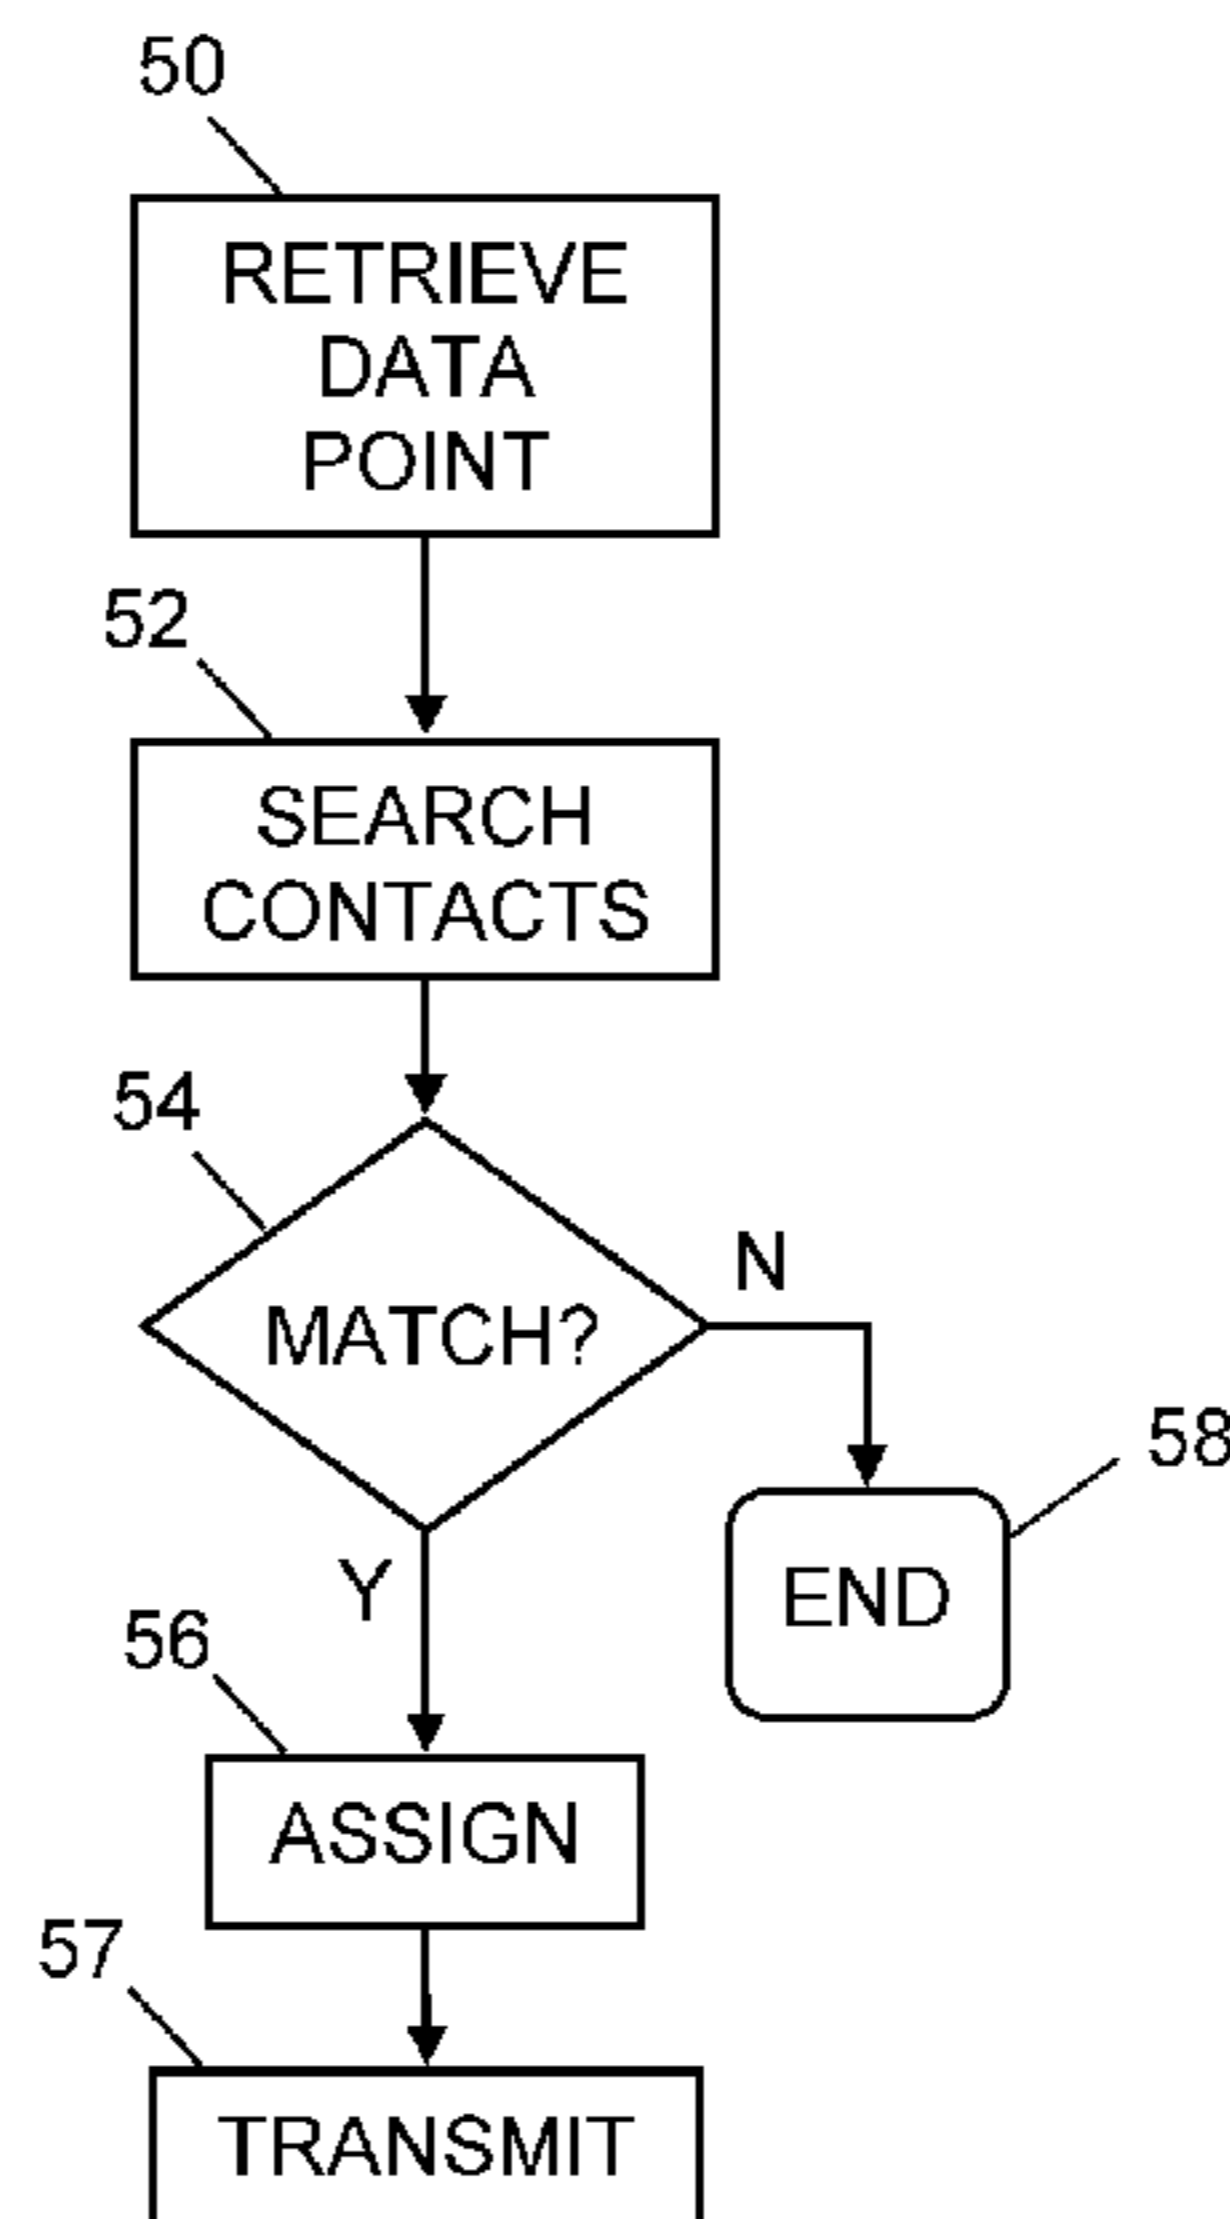 50
RETRIEVE
DATA
POINT
52
SEARCH
CONTACTS
54
MATCH?
N
58
END
Y
56
ASSIGN
57
TRANSMIT